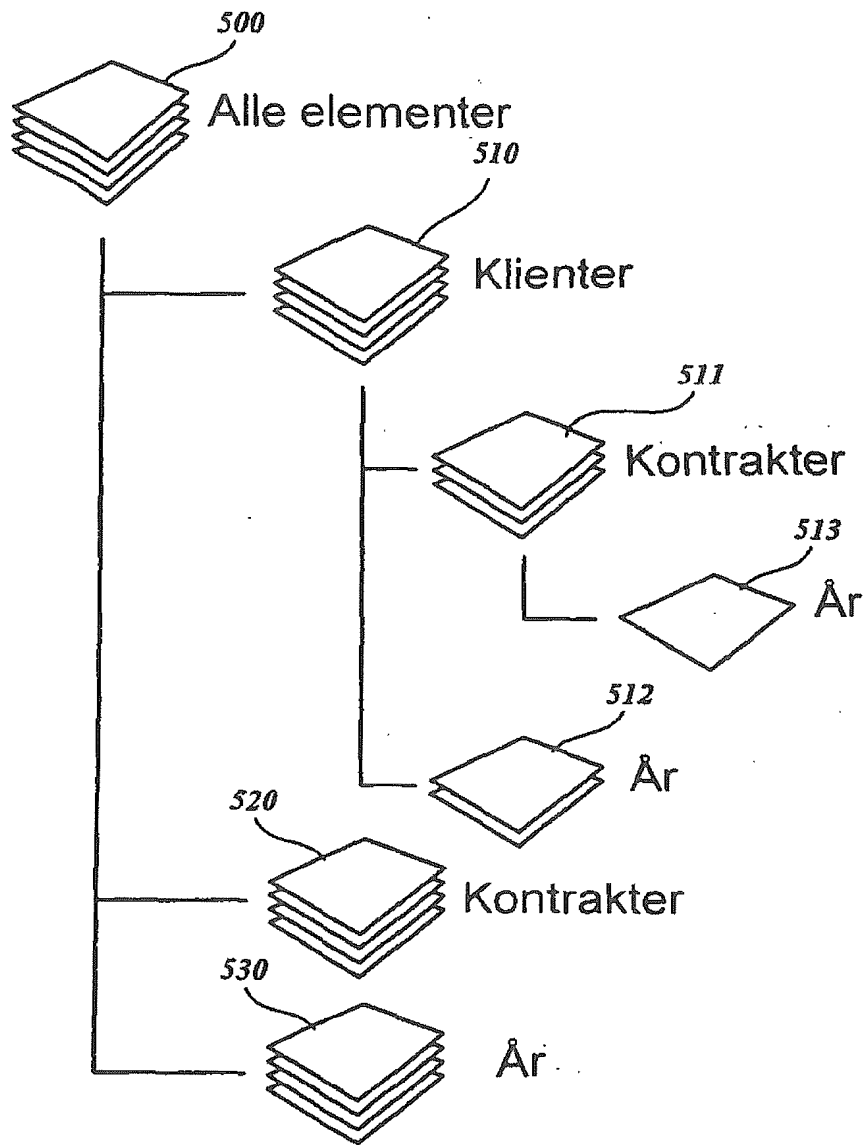 500
Alle elementer
510
Klienter
511
Kontrakter
513
År
512
År
520
Kontrakter
530
År